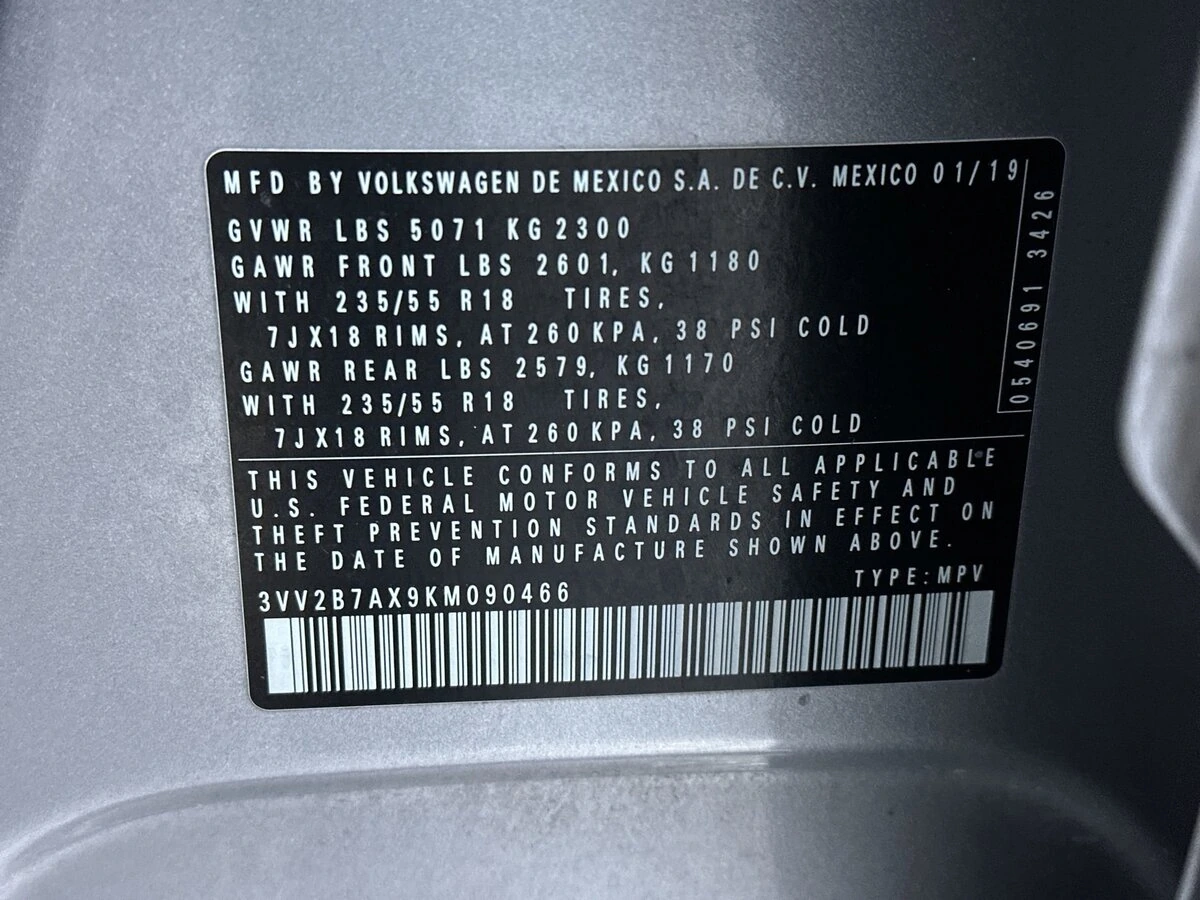 MFD BY VOLKSWAGEN DE MEXICO S.A. DE C.V. MEXICO 01/19
GVWR LBS 5071 KG 2300
GAWR FRONT LBS 2601, KG 1180
WITH 235/55 R18 TIRES,
7JX18 RIMS, AT 260 KPA, 38 PSI COLD
GAWR REAR LBS 2579, KG 1170
WITH 235/55 R18 TIRES,
7JX18 RIMS, AT 260 KPA, 38 PSI COLD
0540691 3426
THIS VEHICLE CONFORMS TO ALL APPLICABLE
U.S. FEDERAL MOTOR VEHICLE SAFETY AND
THEFT PREVENTION STANDARDS IN EFFECT ON
THE DATE OF MANUFACTURE SHOWN ABOVE.
3VV2B7AX9KM090466 TYPE: MPV